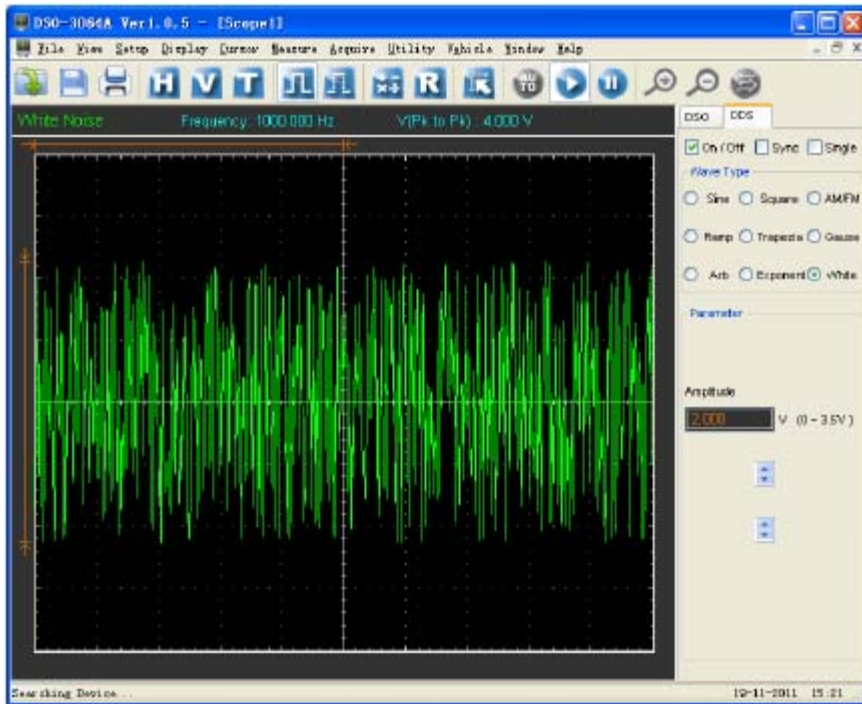 DSO-3064A Ver1.0.5 - [Scope1]
File View Setup Display Cursor Measure Acquire Utility Vehicle Window Help
H V T R AUTO
White Noise Frequency: 1000.000 Hz V(Pk to Pk) : 4.000 V
DSO DDS
On / Off Sync Single
Wave Type
Sine Square AM/FM
Ramp Trapezia Gause
Arb Exponent White
Parameter
Amplitude
2.000 V (0 ~ 3.5V )
Searching Device... 19-11-2011 15:21